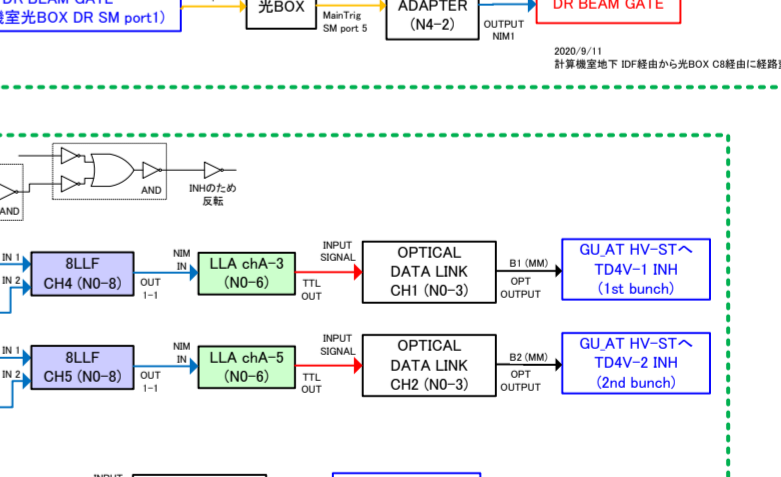 DR BEAM GATE
室光BOX DR SM port1)
光BOX
MainTrig
SM port 5
ADAPTER
(N4-2)
OUTPUT
NIM1
DR BEAM GATE
2020/9/11
計算機室地下 IDF経由から光BOX C8経由に経路
AND
AND
INHのため
反転
IN 1
IN 2
8LLF
CH4 (N0-8)
OUT
1-1
NIM
IN
LLA chA-3
(N0-6)
TTL
OUT
INPUT
SIGNAL
OPTICAL
DATA LINK
CH1 (N0-3)
B1 (MM)
OPT
OUTPUT
GU_AT HV-STへ
TD4V-1 INH
(1st bunch)
IN 1
IN 2
8LLF
CH5 (N0-8)
OUT
1-1
NIM
IN
LLA chA-5
(N0-6)
TTL
OUT
INPUT
SIGNAL
OPTICAL
DATA LINK
CH2 (N0-3)
B2 (MM)
OPT
OUTPUT
GU_AT HV-STへ
TD4V-2 INH
(2nd bunch)
INPUT